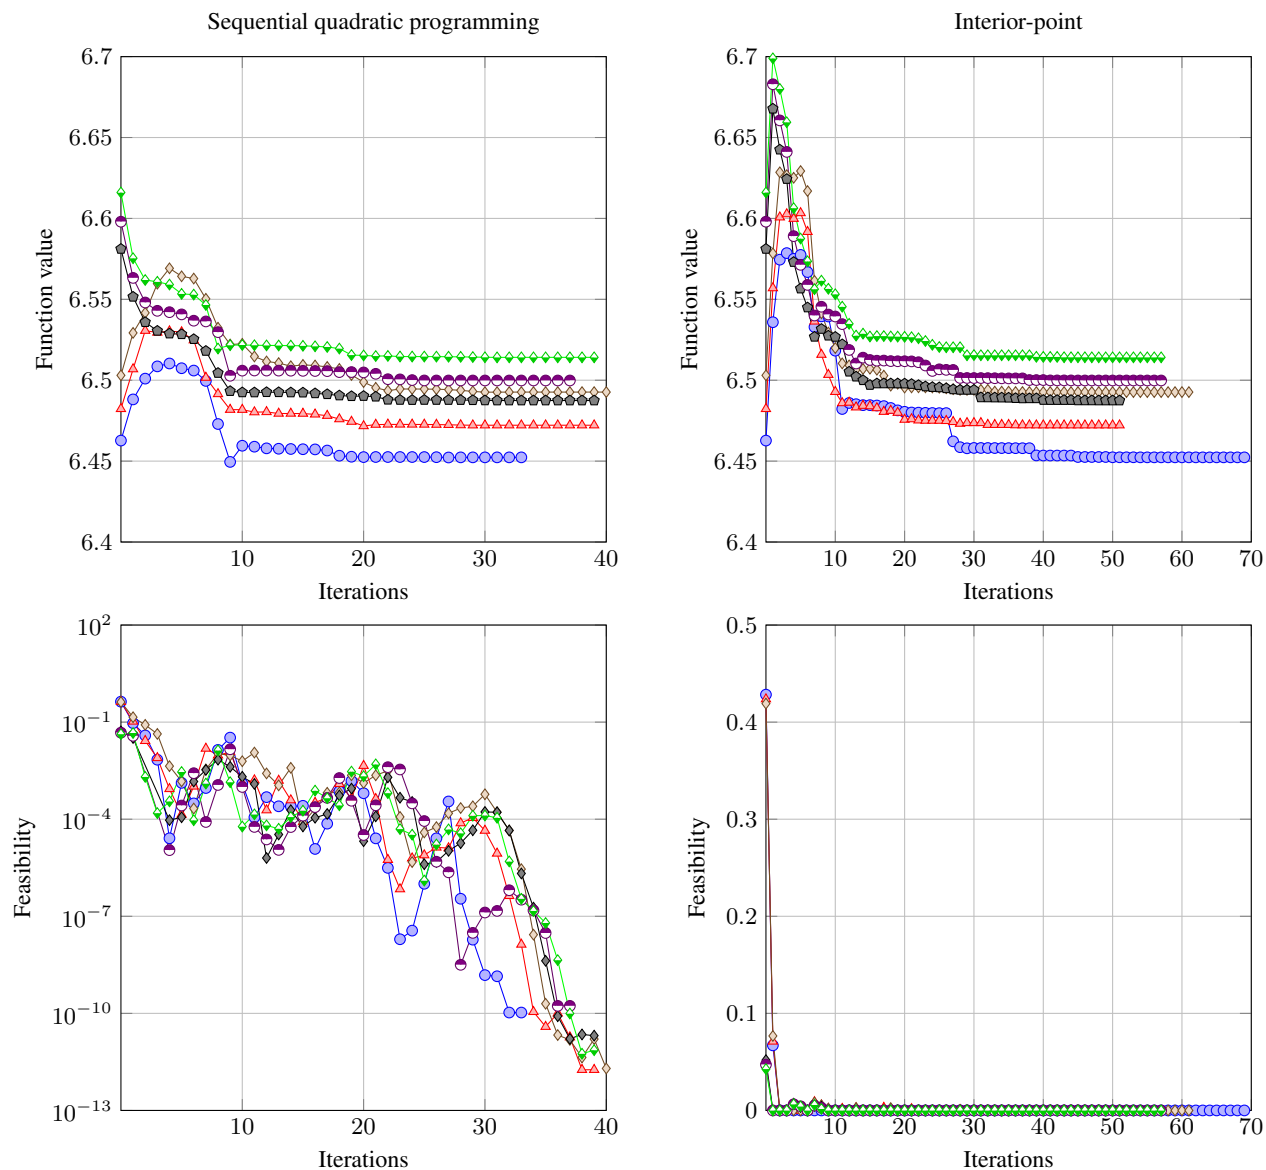 Sequential quadratic programming
Interior-point
6.7
6.65
6.6
6.55
6.5
6.45
6.4
Function value
10 20 30 40
Iterations
6.7
6.65
6.6
6.55
6.5
6.45
6.4
Function value
10 20 30 40 50 60 70
Iterations
10^2
10^−1
10^−4
10^−7
10^−10
10^−13
Feasibility
10 20 30 40
Iterations
0.5
0.4
0.3
0.2
0.1
0
Feasibility
10 20 30 40 50 60 70
Iterations